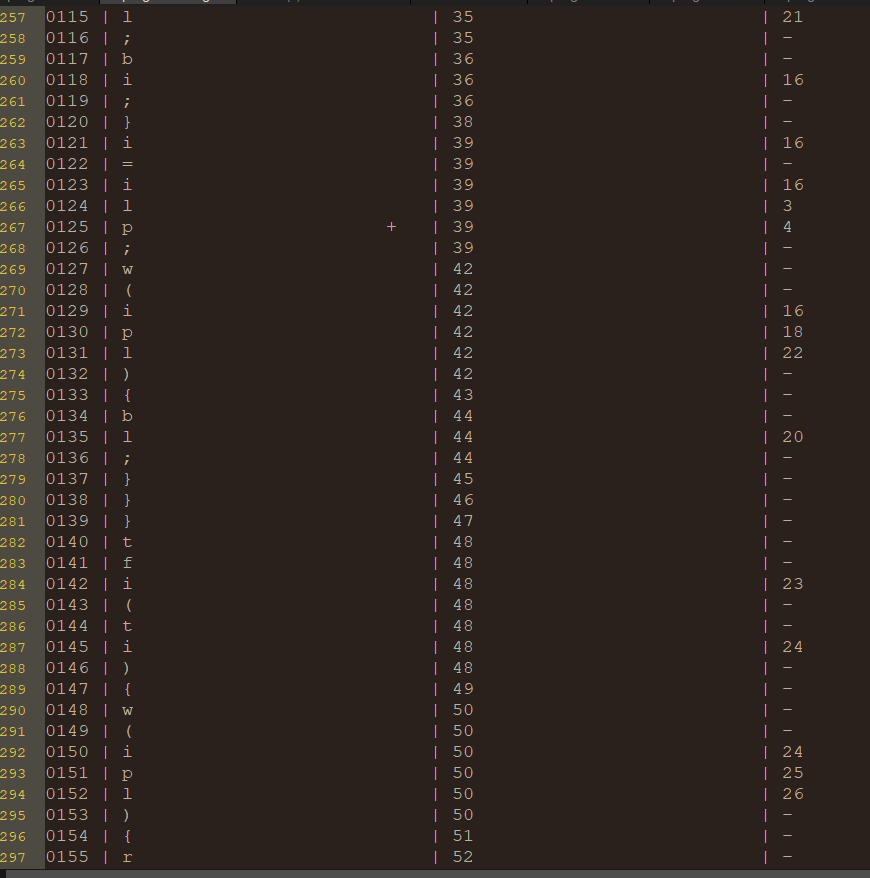 257 0115 | l | 35 | 21
258 0116 | ; | 35 | -
259 0117 | b | 36 | -
260 0118 | i | 36 | 16
261 0119 | ; | 36 | -
262 0120 | } | 38 | -
263 0121 | i | 39 | 16
264 0122 | = | 39 | -
265 0123 | i | 39 | 16
266 0124 | l | 39 | 3
267 0125 | p + | 39 | 4
268 0126 | ; | 39 | -
269 0127 | w | 42 | -
270 0128 | ( | 42 | -
271 0129 | i | 42 | 16
272 0130 | p | 42 | 18
273 0131 | l | 42 | 22
274 0132 | ) | 42 | -
275 0133 | { | 43 | -
276 0134 | b | 44 | -
277 0135 | l | 44 | 20
278 0136 | ; | 44 | -
279 0137 | } | 45 | -
280 0138 | } | 46 | -
281 0139 | } | 47 | -
282 0140 | t | 48 | -
283 0141 | f | 48 | -
284 0142 | i | 48 | 23
285 0143 | ( | 48 | -
286 0144 | t | 48 | -
287 0145 | i | 48 | 24
288 0146 | ) | 48 | -
289 0147 | { | 49 | -
290 0148 | w | 50 | -
291 0149 | ( | 50 | -
292 0150 | i | 50 | 24
293 0151 | p | 50 | 25
294 0152 | l | 50 | 26
295 0153 | ) | 50 | -
296 0154 | { | 51 | -
297 0155 | r | 52 | -